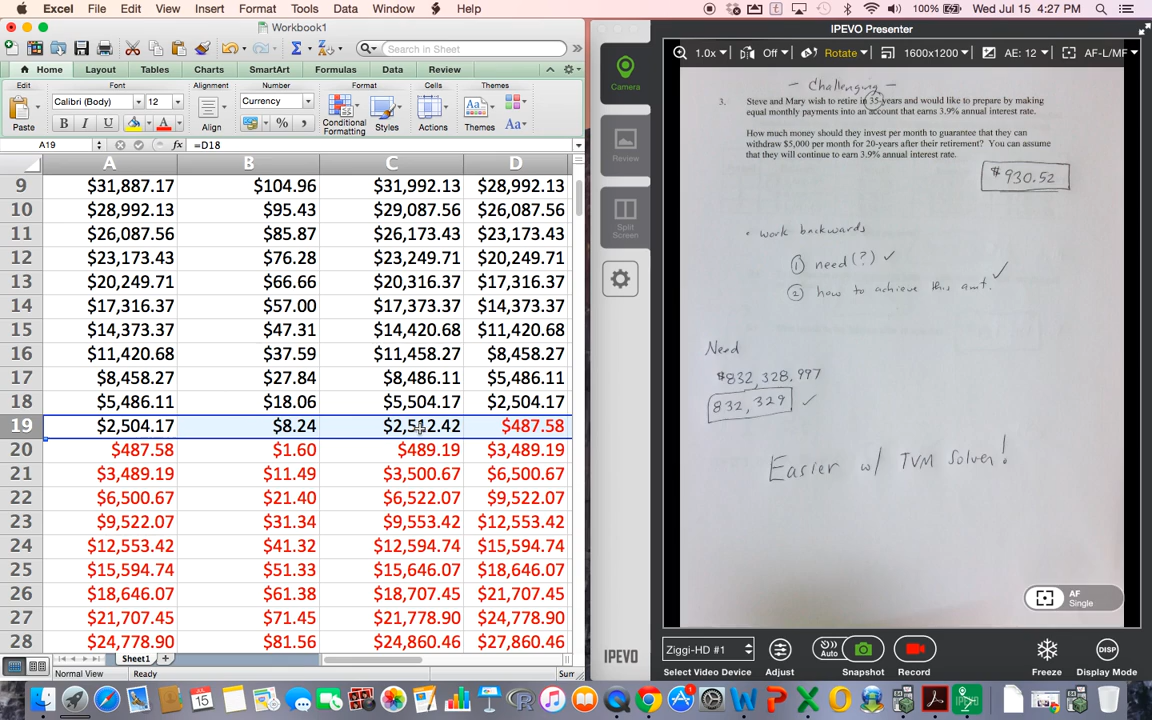 Excel File Edit View Insert Format Tools Data Window Help 100% Wed Jul 15 4:27 PM
Workbook1
Search in Sheet
Home Layout Tables Charts SmartArt Formulas Data Review
Edit Font Alignment Number Format Cells Themes
Calibri (Body) 12 Currency
Paste B I U A Align % Conditional Formatting Styles Actions Themes Aa
A19 fx =D18
A B C D
9 $31,887.17 $104.96 $31,992.13 $28,992.13
10 $28,992.13 $95.43 $29,087.56 $26,087.56
11 $26,087.56 $85.87 $26,173.43 $23,173.43
12 $23,173.43 $76.28 $23,249.71 $20,249.71
13 $20,249.71 $66.66 $20,316.37 $17,316.37
14 $17,316.37 $57.00 $17,373.37 $14,373.37
15 $14,373.37 $47.31 $14,420.68 $11,420.68
16 $11,420.68 $37.59 $11,458.27 $8,458.27
17 $8,458.27 $27.84 $8,486.11 $5,486.11
18 $5,486.11 $18.06 $5,504.17 $2,504.17
19 $2,504.17 $8.24 $2,512.42 $487.58
20 $487.58 $1.60 $489.19 $3,489.19
21 $3,489.19 $11.49 $3,500.67 $6,500.67
22 $6,500.67 $21.40 $6,522.07 $9,522.07
23 $9,522.07 $31.34 $9,553.42 $12,553.42
24 $12,553.42 $41.32 $12,594.74 $15,594.74
25 $15,594.74 $51.33 $15,646.07 $18,646.07
26 $18,646.07 $61.38 $18,707.45 $21,707.45
27 $21,707.45 $71.45 $21,778.90 $24,778.90
28 $24,778.90 $81.56 $24,860.46 $27,860.46
Sheet1
Normal View Ready Sum
IPEVO Presenter
1.0x Off Rotate 1600x1200 AE: 12 AF-L/MF
Camera
Review
Split Screen
- Challenging -
3. Steve and Mary wish to retire in 35-years and would like to prepare by making
equal monthly payments into an account that earns 3.9% annual interest rate.
How much money should they invest per month to guarantee that they can
withdraw $5,000 per month for 20-years after their retirement? You can assume
that they will continue to earn 3.9% annual interest rate.
$930.52
• work backwards
① need (?) ✓
② how to achieve this amt. ✓
Need
$832,328.997
832,329 ✓
Easier w/ TVM Solver!
AF Single
IPEVO
Ziggi-HD #1 Auto DISP
Select Video Device Adjust Snapshot Record Freeze Display Mode